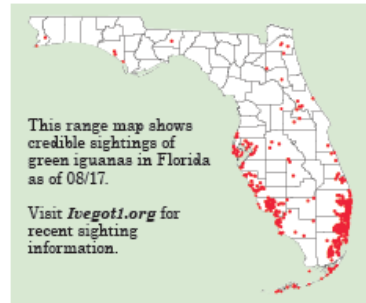 This range map shows
credible sightings of
green iguanas in Florida
as of 08/17.
Visit Ivegot1.org for
recent sighting
information.